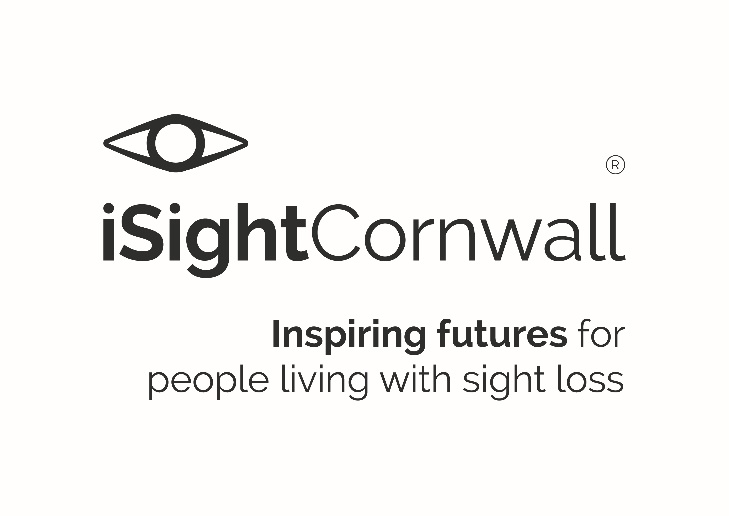 ®
iSightCornwall
Inspiring futures for
people living with sight loss